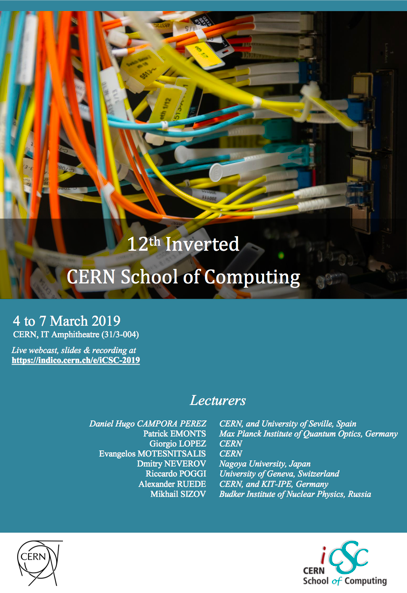 12th Inverted
CERN School of Computing
4 to 7 March 2019
CERN, IT Amphitheatre (31/3-004)
Live webcast, slides & recording at
https://indico.cern.ch/e/iCSC-2019
Lecturers
Daniel Hugo CAMPORA PEREZ CERN, and University of Seville, Spain
Patrick EMONTS Max Planck Institute of Quantum Optics, Germany
Giorgio LOPEZ CERN
Evangelos MOTESNITSALIS CERN
Dmitry NEVEROV Nagoya University, Japan
Riccardo POGGI University of Geneva, Switzerland
Alexander RUEDE CERN, and KIT-IPE, Germany
Mikhail SIZOV Budker Institute of Nuclear Physics, Russia
CERN
iCSC
CERN
School of Computing